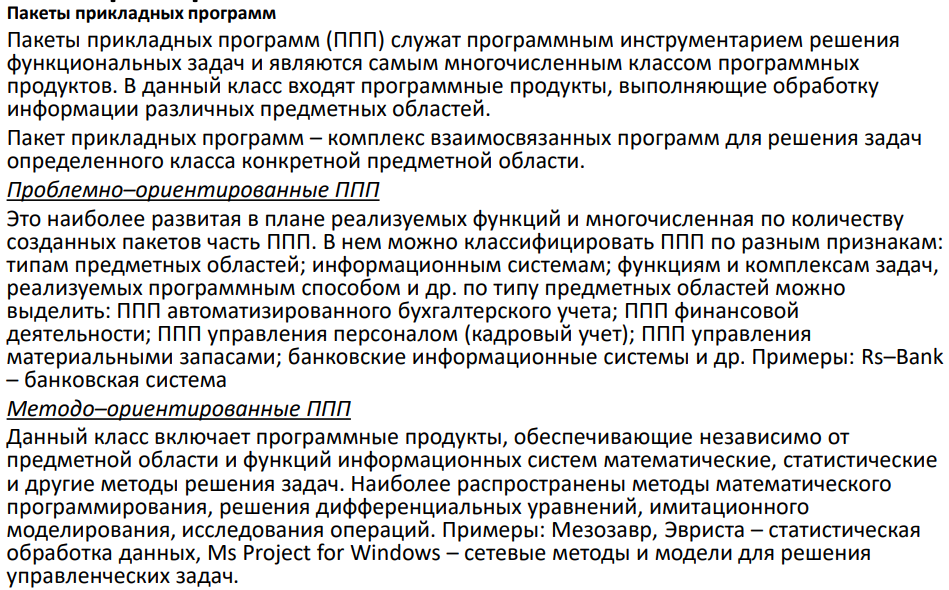 Пакеты прикладных программ
Пакеты прикладных программ (ППП) служат программным инструментарием решения
функциональных задач и являются самым многочисленным классом программных
продуктов. В данный класс входят программные продукты, выполняющие обработку
информации различных предметных областей.
Пакет прикладных программ – комплекс взаимосвязанных программ для решения задач
определенного класса конкретной предметной области.
Проблемно–ориентированные ППП
Это наиболее развитая в плане реализуемых функций и многочисленная по количеству
созданных пакетов часть ППП. В нем можно классифицировать ППП по разным признакам:
типам предметных областей; информационным системам; функциям и комплексам задач,
реализуемых программным способом и др. по типу предметных областей можно
выделить: ППП автоматизированного бухгалтерского учета; ППП финансовой
деятельности; ППП управления персоналом (кадровый учет); ППП управления
материальными запасами; банковские информационные системы и др. Примеры: Rs–Bank
– банковская система
Методо–ориентированные ППП
Данный класс включает программные продукты, обеспечивающие независимо от
предметной области и функций информационных систем математические, статистические
и другие методы решения задач. Наиболее распространены методы математического
программирования, решения дифференциальных уравнений, имитационного
моделирования, исследования операций. Примеры: Мезозавр, Эвриста – статистическая
обработка данных, Ms Project for Windows – сетевые методы и модели для решения
управленческих задач.